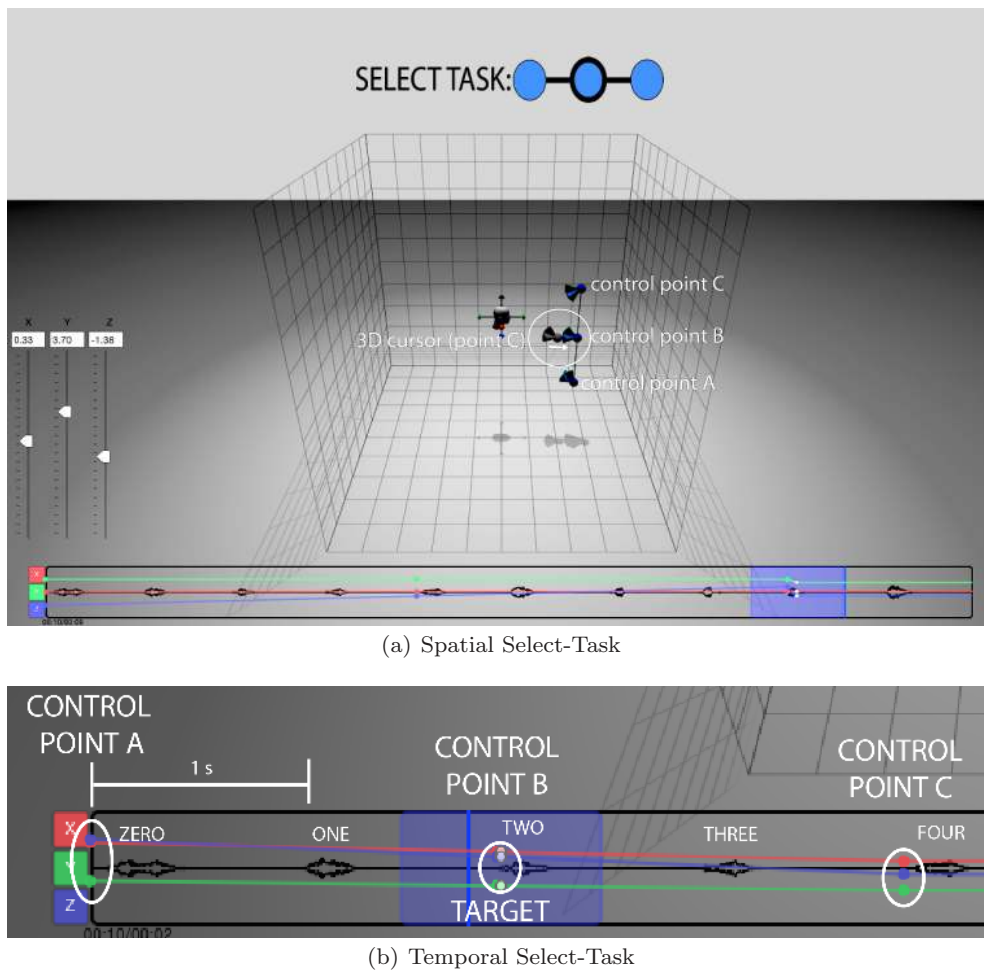 SELECT TASK:
control point C
3D cursor (point C)
control point B
control point A
X Y Z
0.33 3.70 -1.38
X
Y
Z
(a) Spatial Select-Task
CONTROL
POINT A
1 s
CONTROL
POINT B
CONTROL
POINT C
X
ZERO
ONE
TWO
THREE
FOUR
Y
Z
TARGET
00:10/00:02
(b) Temporal Select-Task